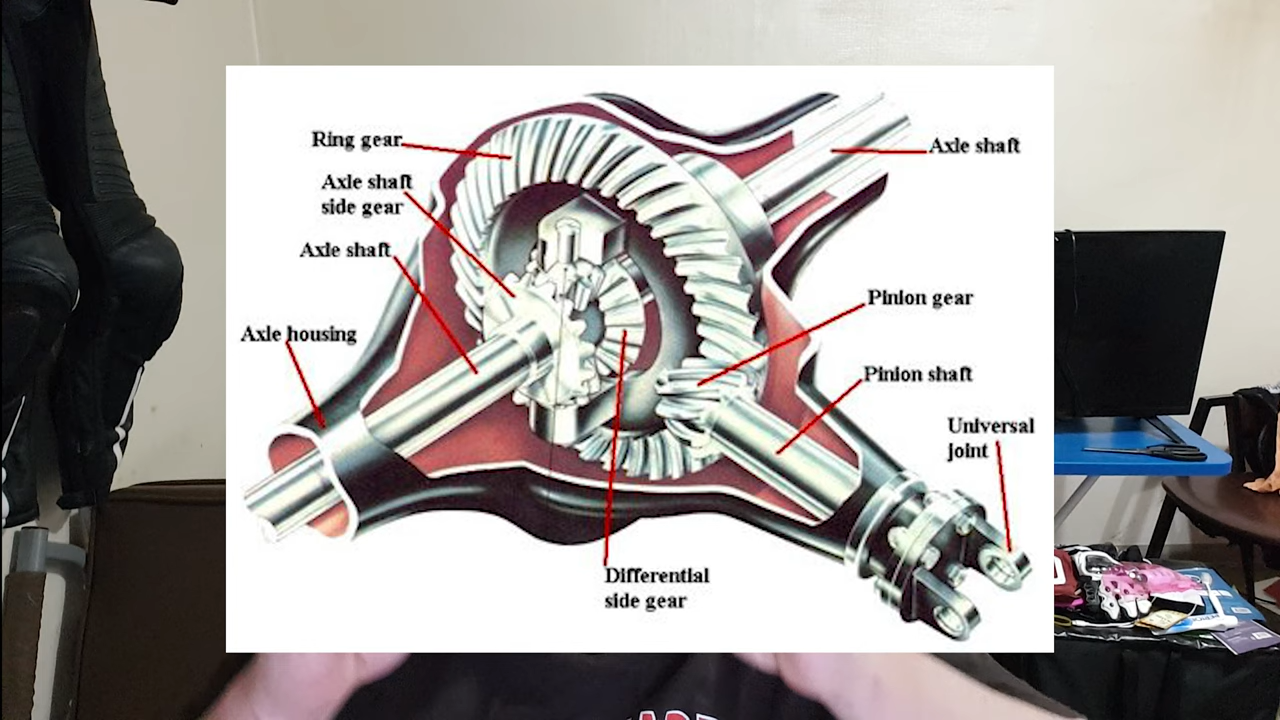 Ring gear
Axle shaft
side gear
Axle shaft
Axle housing
Axle shaft
Pinion gear
Pinion shaft
Universal
joint
Differential
side gear